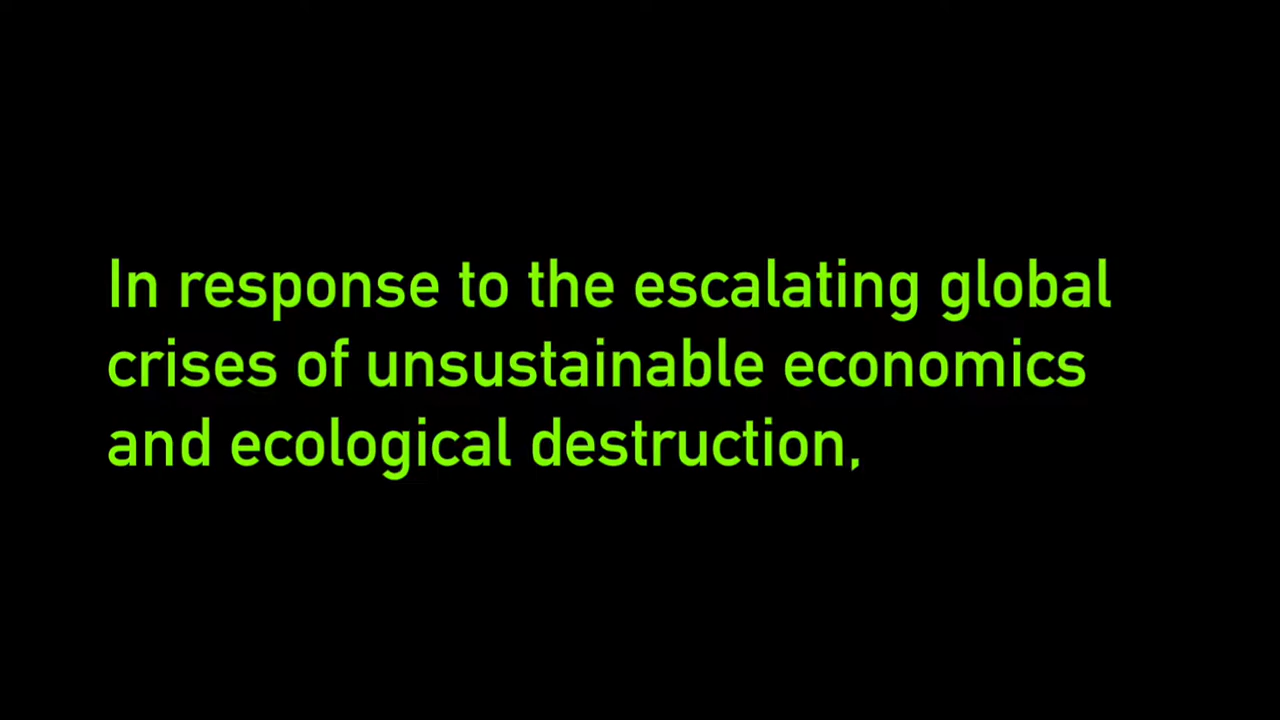 In response to the escalating global
crises of unsustainable economics
and ecological destruction,